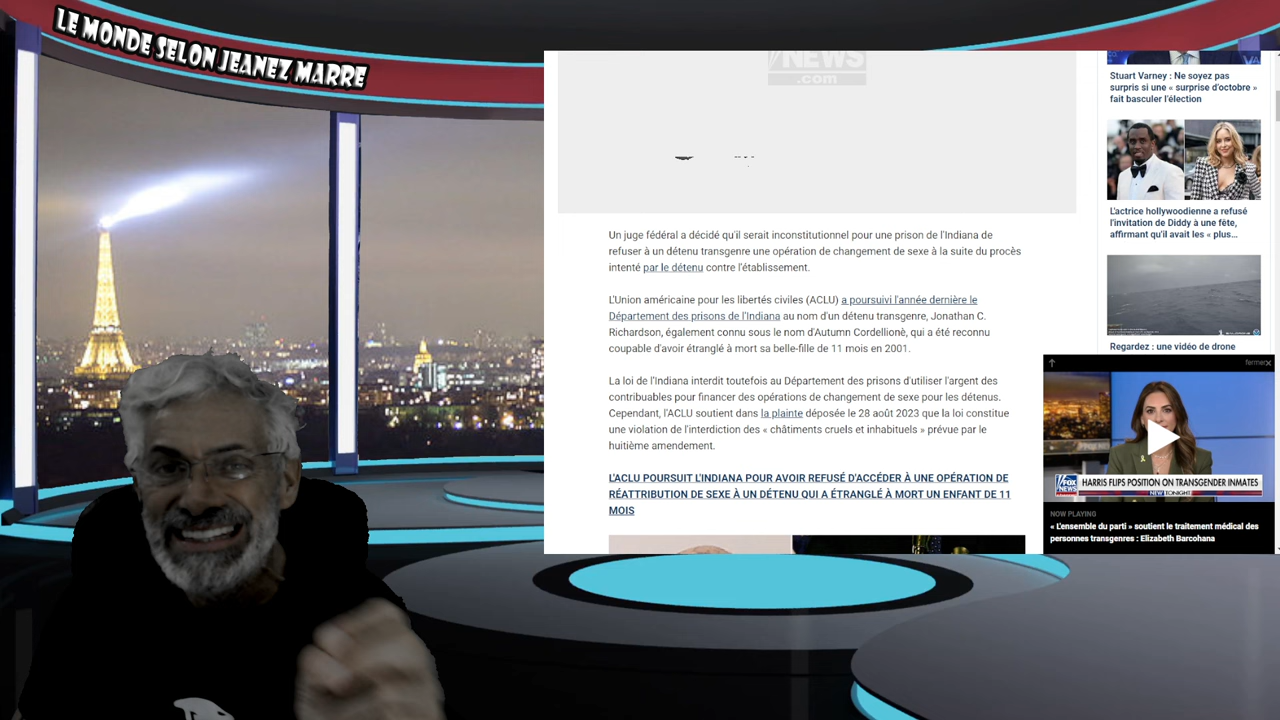 LE MONDE SELON JEANEZ MARRE
NEWS
.com
Un juge fédéral a décidé qu'il serait inconstitutionnel pour une prison de l'Indiana de
refuser à un détenu transgenre une opération de changement de sexe à la suite du procès
intenté par le détenu contre l'établissement.
L'Union américaine pour les libertés civiles (ACLU) a poursuivi l'année dernière le
Département des prisons de l'Indiana au nom d'un détenu transgenre, Jonathan C.
Richardson, également connu sous le nom d'Autumn Cordellionè, qui a été reconnu
coupable d'avoir étranglé à mort sa belle-fille de 11 mois en 2001.
La loi de l'Indiana interdit toutefois au Département des prisons d'utiliser l'argent des
contribuables pour financer des opérations de changement de sexe pour les détenus.
Cependant, l'ACLU soutient dans la plainte déposée le 28 août 2023 que la loi constitue
une violation de l'interdiction des « châtiments cruels et inhabituels » prévue par le
huitième amendement.
L'ACLU POURSUIT L'INDIANA POUR AVOIR REFUSÉ D'ACCÉDER À UNE OPÉRATION DE
RÉATTRIBUTION DE SEXE À UN DÉTENU QUI A ÉTRANGLÉ À MORT UN ENFANT DE 11
MOIS
Stuart Varney : Ne soyez pas
surpris si une « surprise d'octobre »
fait basculer l'élection
L'actrice hollywoodienne a refusé
l'invitation de Diddy à une fête,
affirmant qu'il avait les « plus...
Regardez : une vidéo de drone
fermer
FOX
NEWS
HARRIS FLIPS POSITION ON TRANSGENDER INMATES
NOW PLAYING
« L'ensemble du parti » soutient le traitement médical des
personnes transgenres : Elizabeth Barcohana